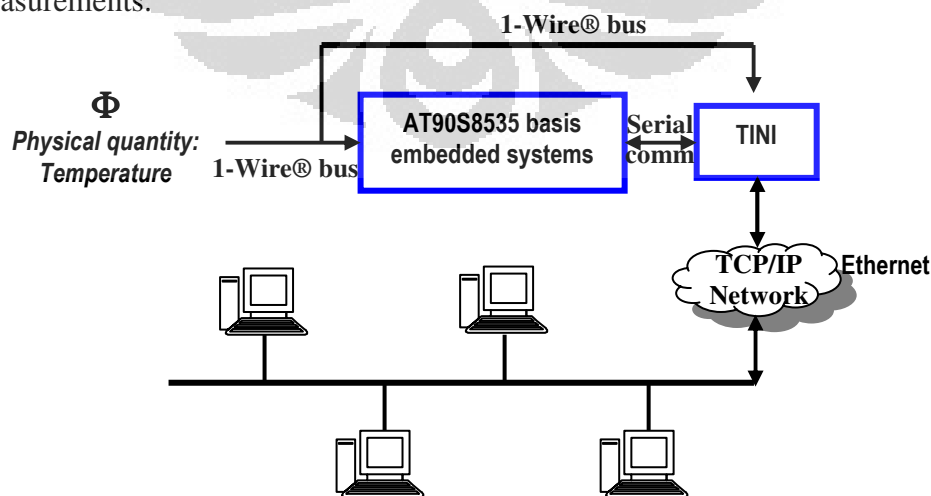 1-Wire® bus
Φ
Physical quantity:
Temperature
1-Wire® bus
AT90S8535 basis
embedded systems
Serial
comm
TINI
TCP/IP
Network
Ethernet